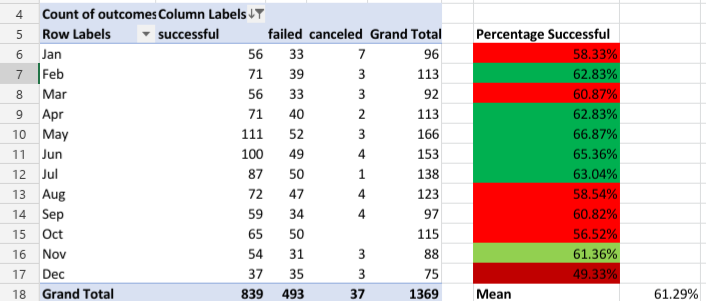 4 Count of outcomes Column Labels
5 Row Labels successful failed canceled Grand Total Percentage Successful
6 Jan 56 33 7 96 58.33%
7 Feb 71 39 3 113 62.83%
8 Mar 56 33 3 92 60.87%
9 Apr 71 40 2 113 62.83%
10 May 111 52 3 166 66.87%
11 Jun 100 49 4 153 65.36%
12 Jul 87 50 1 138 63.04%
13 Aug 72 47 4 123 58.54%
14 Sep 59 34 4 97 60.82%
15 Oct 65 50 115 56.52%
16 Nov 54 31 3 88 61.36%
17 Dec 37 35 3 75 49.33%
18 Grand Total 839 493 37 1369 Mean 61.29%